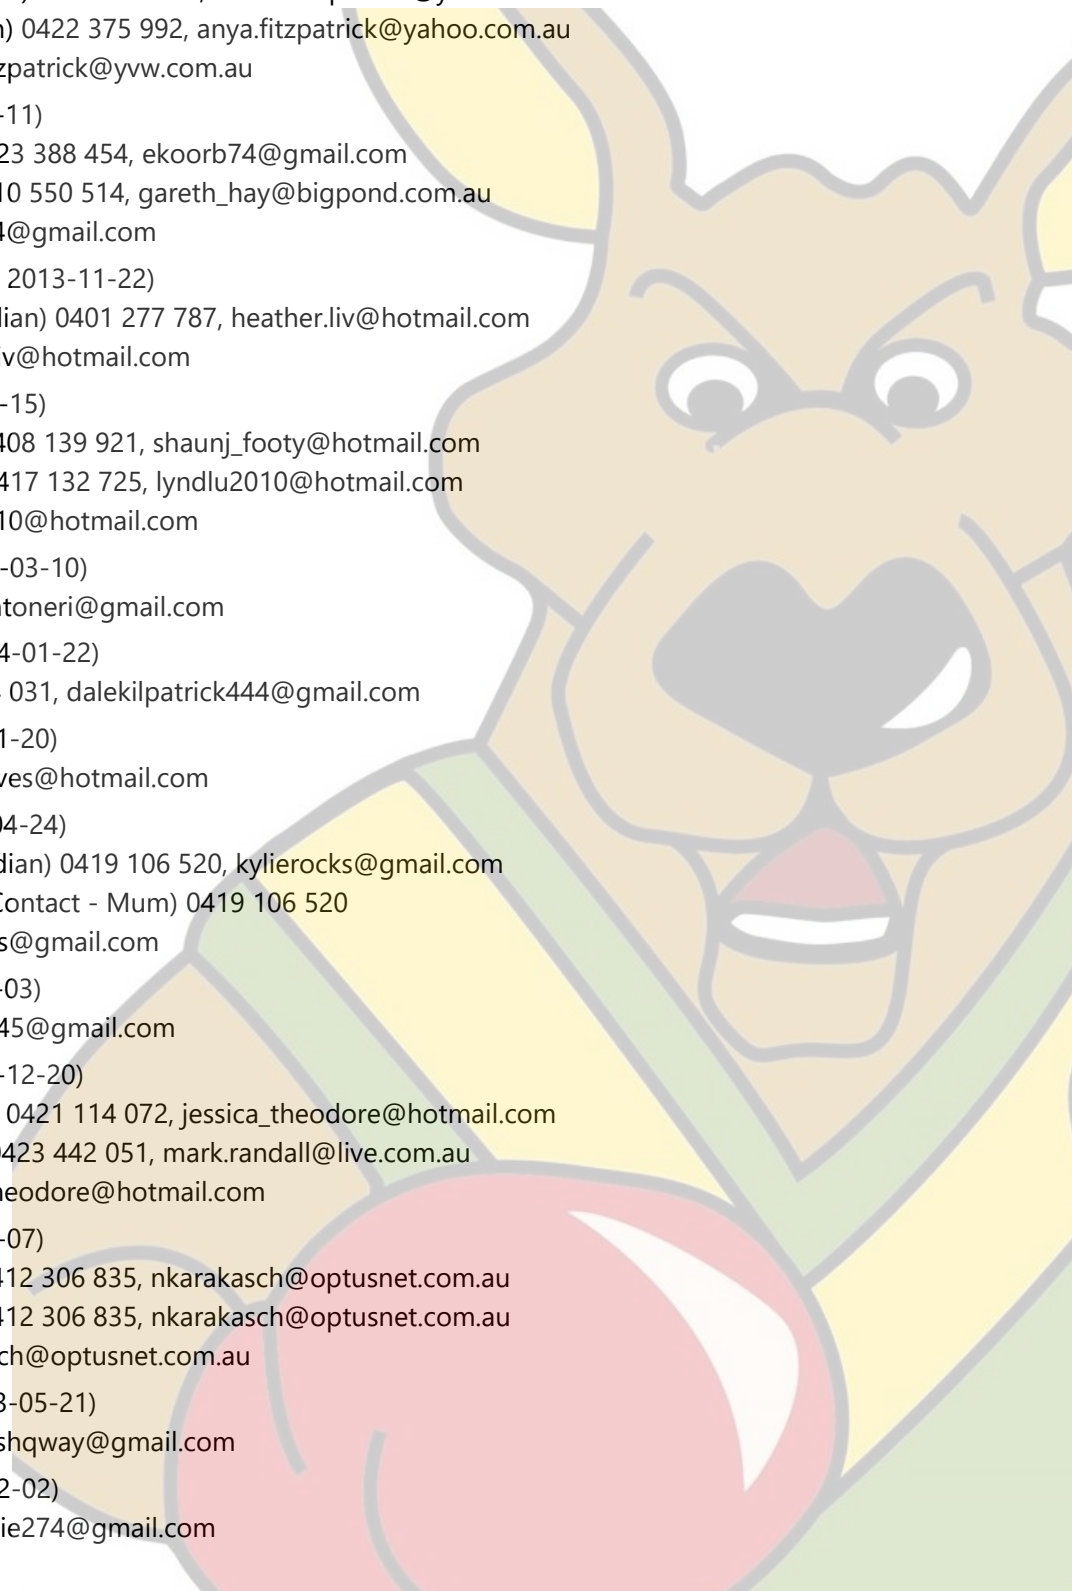 ) 0422 375 992, anya.fitzpatrick@yahoo.com.au
zpatrick@yvw.com.au
-11)
23 388 454, ekoorb74@gmail.com
10 550 514, gareth_hay@bigpond.com.au
4@gmail.com
2013-11-22)
dian) 0401 277 787, heather.liv@hotmail.com
iv@hotmail.com
-15)
408 139 921, shaunj_footy@hotmail.com
417 132 725, lyndlu2010@hotmail.com
10@hotmail.com
-03-10)
ntoneri@gmail.com
4-01-22)
031, dalekilpatrick444@gmail.com
1-20)
ves@hotmail.com
04-24)
dian) 0419 106 520, kylierocks@gmail.com
Contact - Mum) 0419 106 520
s@gmail.com
-03)
45@gmail.com
-12-20)
0421 114 072, jessica_theodore@hotmail.com
0423 442 051, mark.randall@live.com.au
heodore@hotmail.com
-07)
412 306 835, nkarakasch@optusnet.com.au
412 306 835, nkarakasch@optusnet.com.au
ch@optusnet.com.au
3-05-21)
shqway@gmail.com
2-02)
ie274@gmail.com